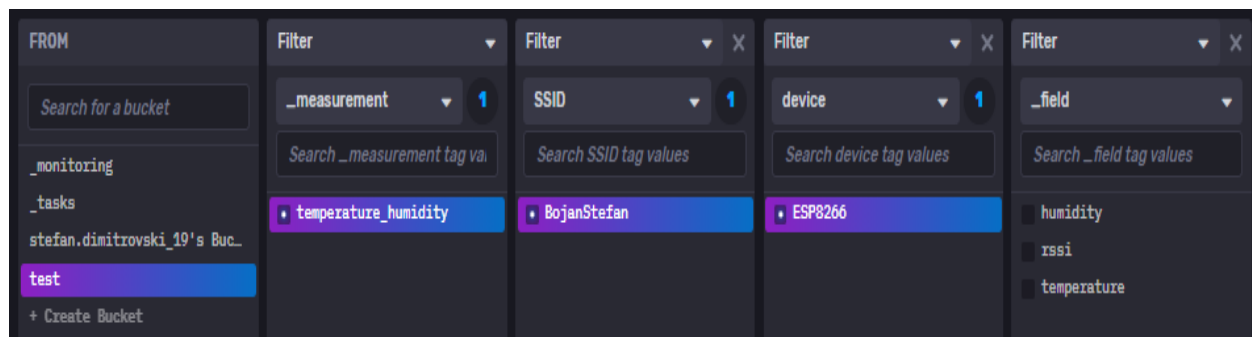 FROM
Search for a bucket
_monitoring
_tasks
stefan.dimitrovski_19's Buc…
test
+ Create Bucket
Filter
_measurement
1
Search _measurement tag val
temperature_humidity
Filter
X
SSID
1
Search SSID tag values
BojanStefan
Filter
X
device
1
Search device tag values
ESP8266
Filter
X
_field
Search _field tag values
humidity
rssi
temperature